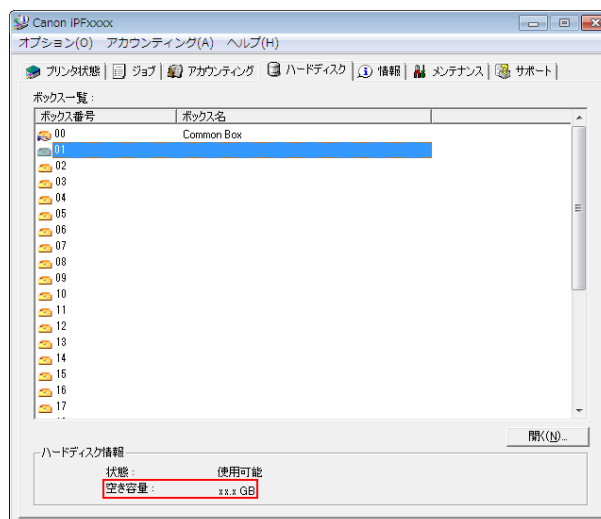 Canon iPFxxxx
オプション(O) アカウンティング(A) ヘルプ(H)
プリンタ状態 ジョブ アカウンティング ハードディスク 情報 メンテナンス サポート
ボックス一覧 :
ボックス番号 ボックス名
00 Common Box
01
02
03
04
05
06
07
08
09
10
11
12
13
14
15
16
17
開く(N)...
ハードディスク情報
状態 : 使用可能
空き容量 : xx.x GB